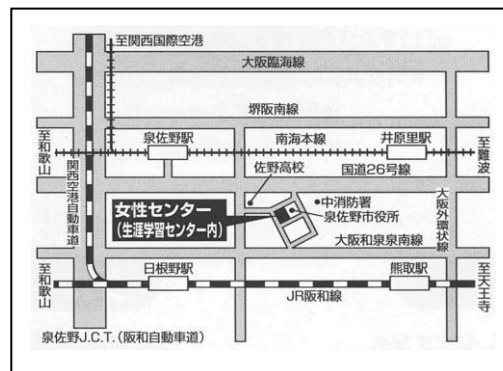 至関西国際空港
大阪臨海線
堺阪南線
至和歌山
泉佐野駅
南海本線
井原里駅
至難波
国道26号線
佐野高校
関西空港自動車道
女性センター
(生涯学習センター内)
•中消防署
泉佐野市役所
大阪外環状線
大阪和泉泉南線
至和歌山
日根野駅
熊取駅
至天王寺
JR阪和線
泉佐野J.C.T.(阪和自動車道)